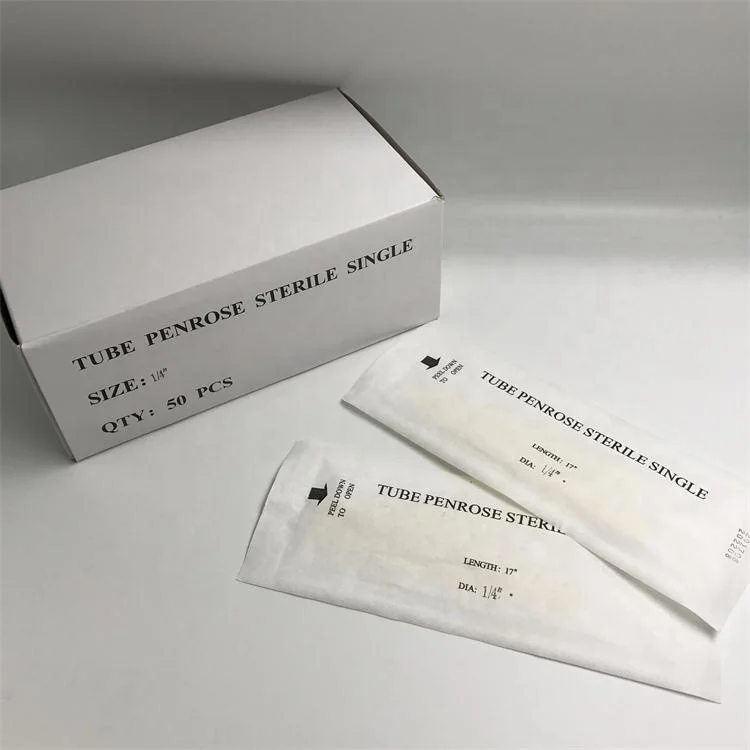 TUBE PENROSE STERILE SINGLE
SIZE: 1/4"
QTY: 50 PCS
PEEL DOWN
TO OPEN
TUBE PENROSE STERILE SINGLE
LENGTH: 17"
DIA: 1/4"
202208
PEEL DOWN
TO OPEN
TUBE PENROSE
LENGTH: 17"
DIA: 1/4"